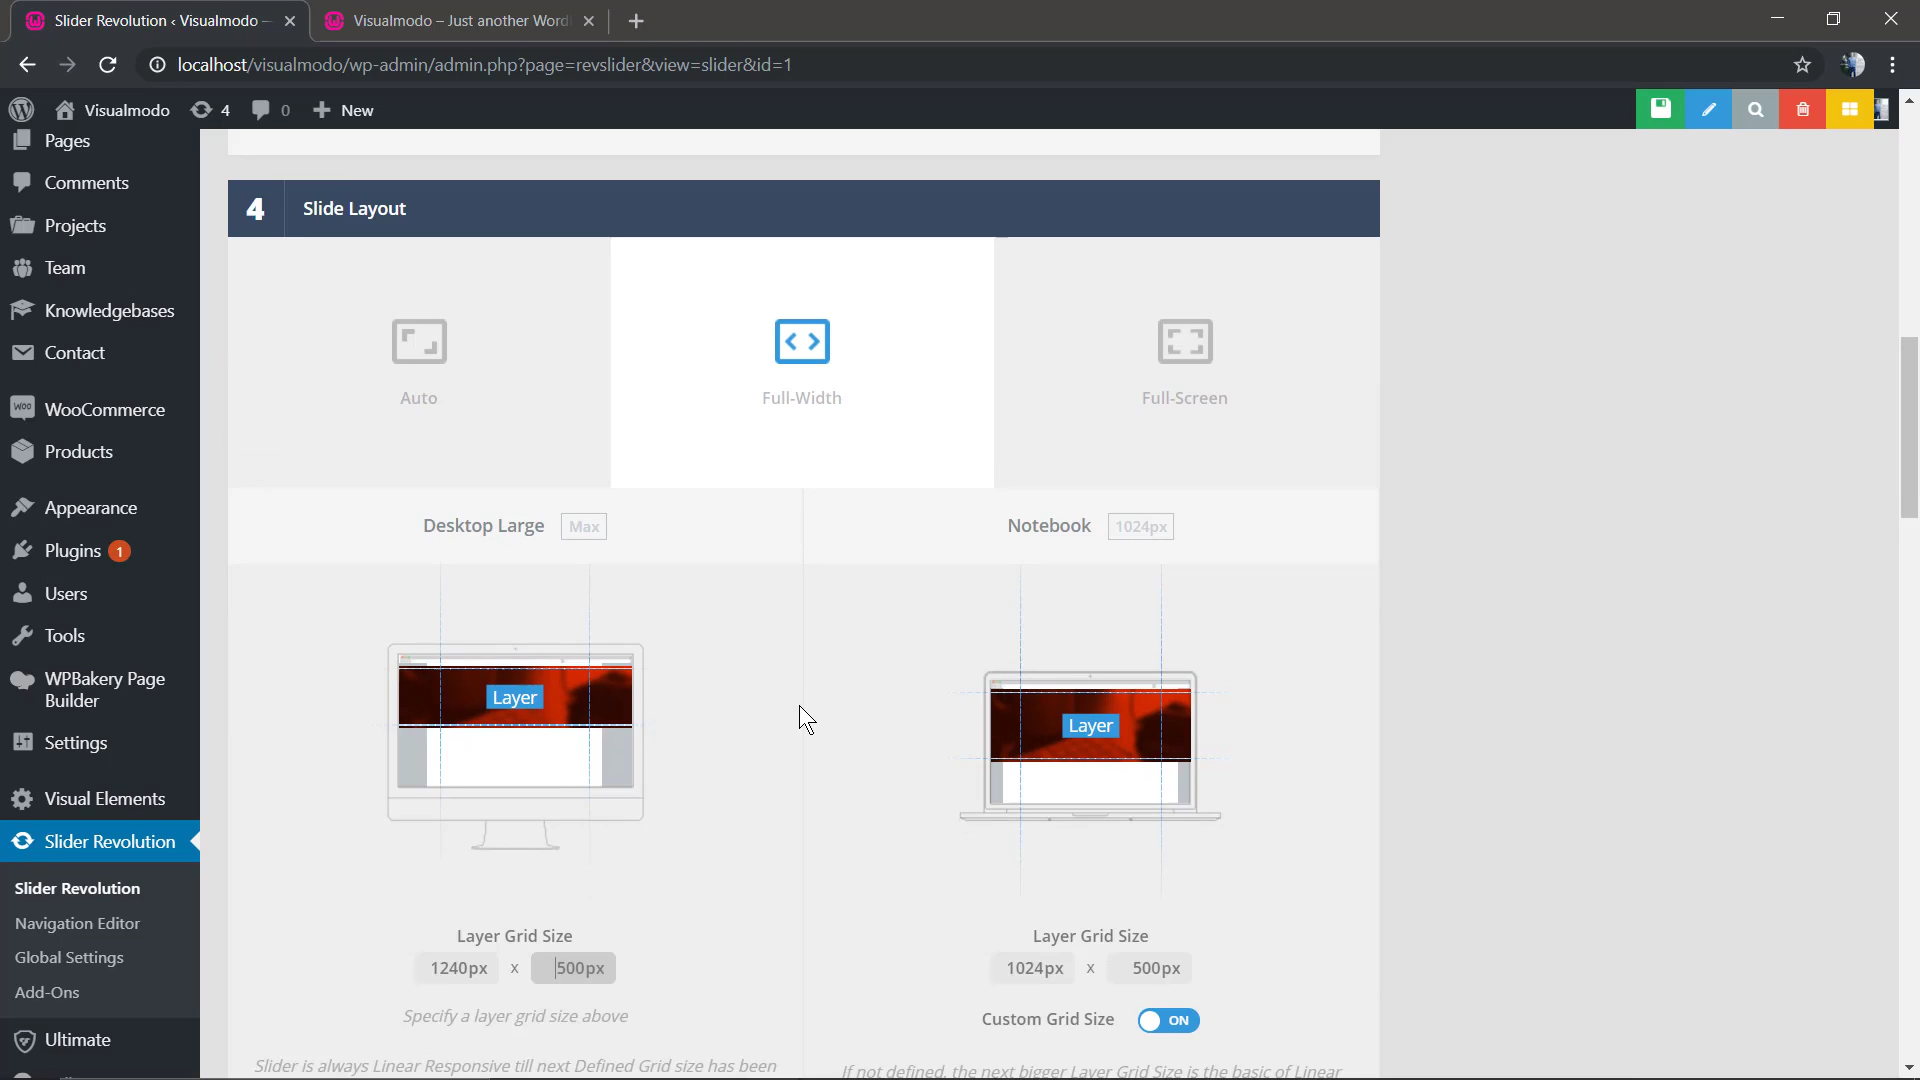 Slider Revolution ‹ Visualmodo –
Visualmodo – Just another Word
localhost/visualmodo/wp-admin/admin.php?page=revslider&view=slider&id=1
Visualmodo
4
0
New
Pages
Comments
Projects
Team
Knowledgebases
Contact
Woo
WooCommerce
Products
Appearance
Plugins 1
Users
Tools
WPBakery Page
Builder
Settings
Visual Elements
Slider Revolution
Slider Revolution
Navigation Editor
Global Settings
Add-Ons
Ultimate
4 Slide Layout
Auto
Full-Width
Full-Screen
Desktop Large Max
Notebook 1024px
Layer
Layer
Layer Grid Size
1240px x 500px
Specify a layer grid size above
Slider is always Linear Responsive till next Defined Grid size has been
Layer Grid Size
1024px x 500px
Custom Grid Size ON
If not defined, the next bigger Layer Grid Size is the basic of Linear